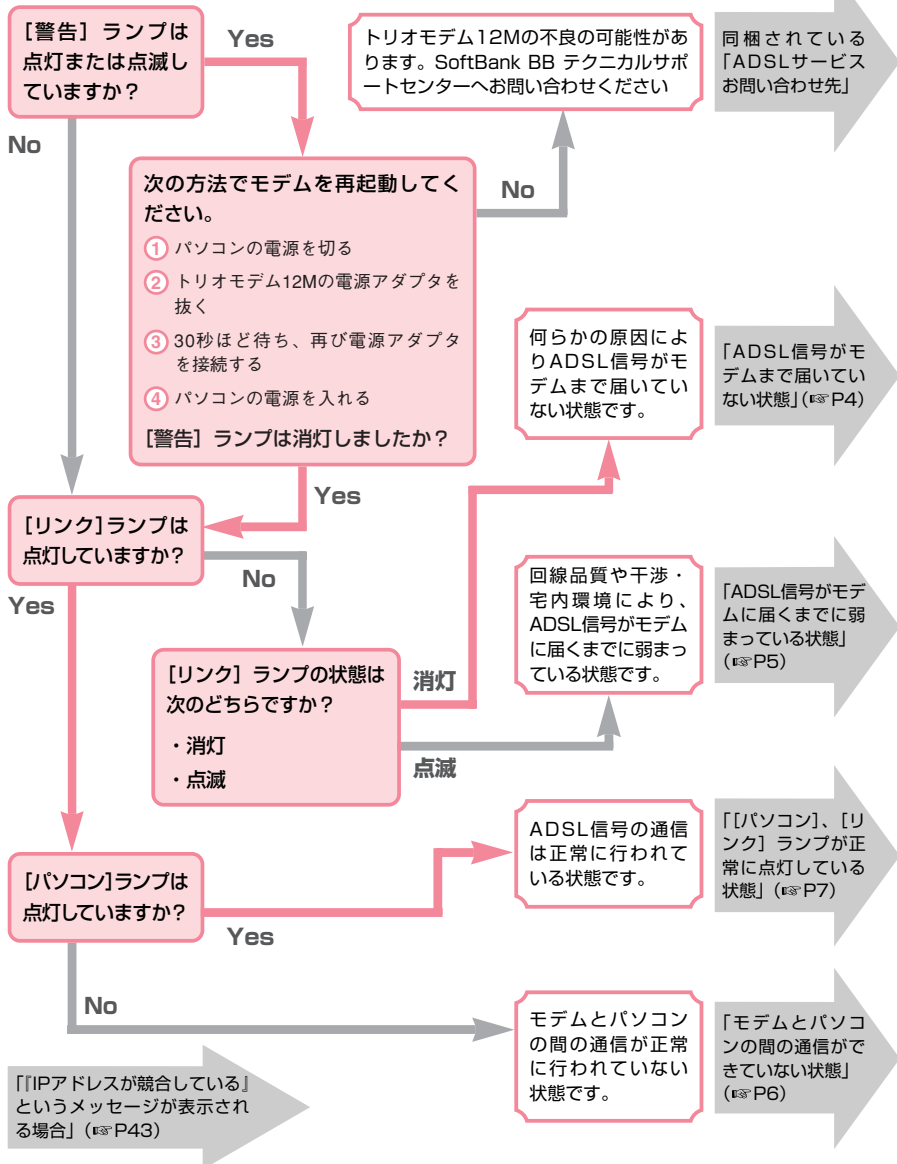 [警告] ランプは
点灯または点滅し
ていますか？
Yes
トリオモデム12Mの不良の可能性があ
ります。SoftBank BB テクニカルサポ
ートセンターへお問い合わせください
同梱されている
「ADSLサービス
お問い合わせ先」
No
次の方法でモデムを再起動してく
ださい。
① パソコンの電源を切る
② トリオモデム12Mの電源アダプタを
抜く
③ 30秒ほど待ち、再び電源アダプタ
を接続する
④ パソコンの電源を入れる
[警告] ランプは消灯しましたか？
No
何らかの原因によ
りADSL信号がモ
デムまで届いてい
ない状態です。
「ADSL信号がモ
デムまで届いてい
ない状態」(☞P4)
Yes
[リンク]ランプは
点灯していますか？
No
Yes
[リンク] ランプの状態は
次のどちらですか？
・消灯
・点滅
消灯
点滅
回線品質や干渉・
宅内環境により、
ADSL信号がモデム
に届くまでに弱まっ
ている状態です。
「ADSL信号がモデ
ムに届くまでに弱
まっている状態」
(☞P5)
[パソコン]ランプは
点灯していますか？
Yes
ADSL信号の通信
は正常に行われて
いる状態です。
「[パソコン]、[リ
ンク] ランプが正
常に点灯している
状態」(☞P7)
No
モデムとパソコン
の間の通信が正常
に行われていない
状態です。
「モデムとパソコ
ンの間の通信がで
きていない状態」
(☞P6)
「『IPアドレスが競合している』
というメッセージが表示され
る場合」(☞P43)